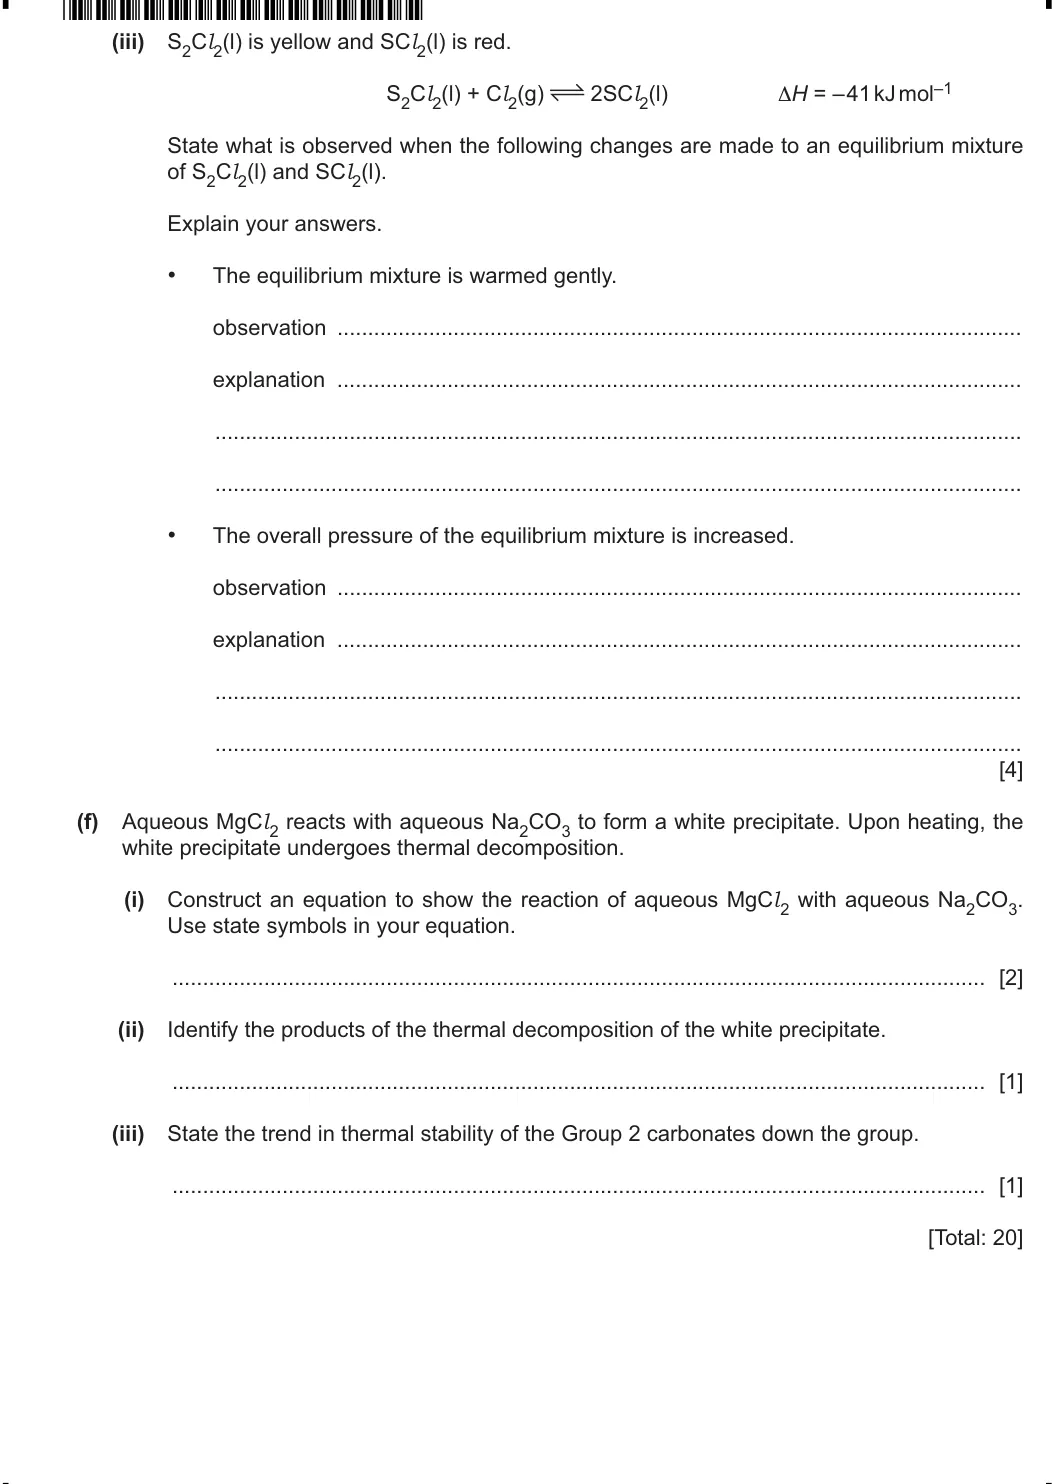 (iii) S₂Cl₂(l) is yellow and SCl₂(l) is red.
S₂Cl₂(l) + Cl₂(g) ⇌ 2SCl₂(l) ΔH = –41 kJ mol⁻¹
State what is observed when the following changes are made to an equilibrium mixture
of S₂Cl₂(l) and SCl₂(l).
Explain your answers.
• The equilibrium mixture is warmed gently.
observation ................................................................................................................
explanation ................................................................................................................
....................................................................................................................................
....................................................................................................................................
• The overall pressure of the equilibrium mixture is increased.
observation ................................................................................................................
explanation ................................................................................................................
....................................................................................................................................
....................................................................................................................................
[4]
(f) Aqueous MgCl₂ reacts with aqueous Na₂CO₃ to form a white precipitate. Upon heating, the
white precipitate undergoes thermal decomposition.
(i) Construct an equation to show the reaction of aqueous MgCl₂ with aqueous Na₂CO₃.
Use state symbols in your equation.
..................................................................................................................................... [2]
(ii) Identify the products of the thermal decomposition of the white precipitate.
..................................................................................................................................... [1]
(iii) State the trend in thermal stability of the Group 2 carbonates down the group.
..................................................................................................................................... [1]
[Total: 20]